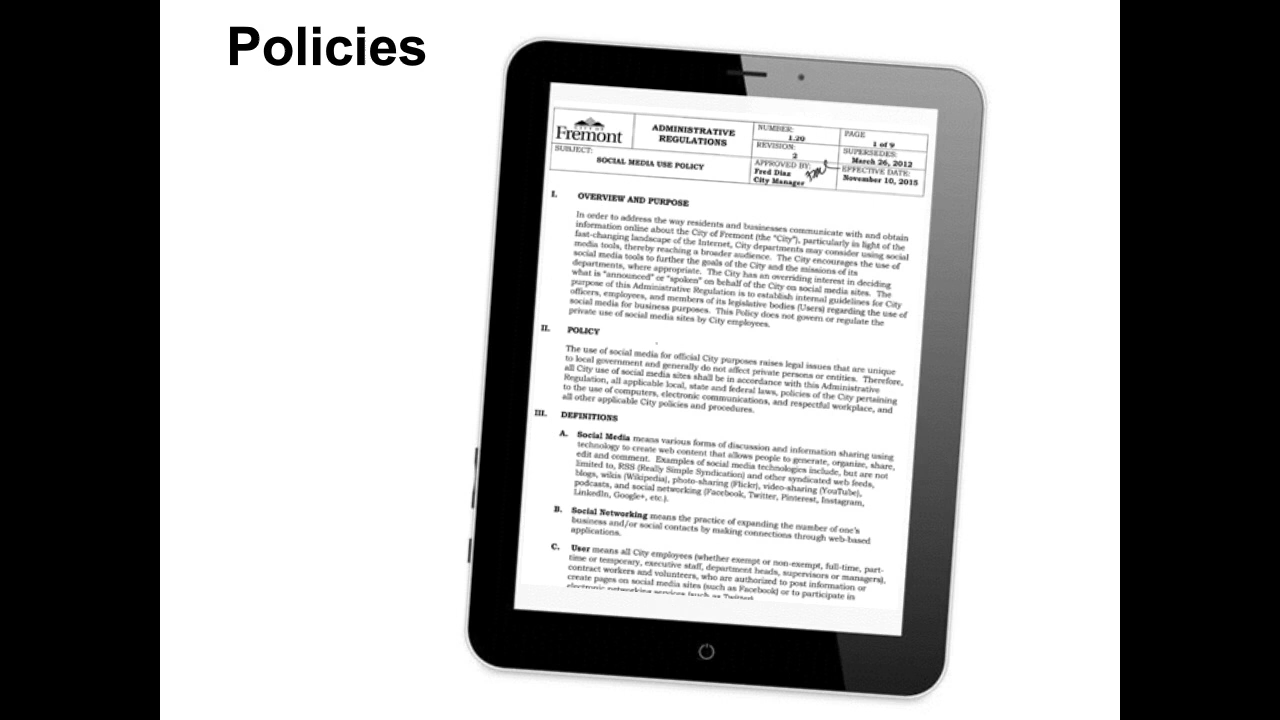 Policies
CITY OF
Fremont
ADMINISTRATIVE
REGULATIONS
NUMBER:
1.20
PAGE
1 of 9
REVISION:
2
SUPERSEDES:
March 26, 2012
SUBJECT:
SOCIAL MEDIA USE POLICY
APPROVED BY:
Fred Diaz
City Manager
EFFECTIVE DATE:
November 10, 2015
I. OVERVIEW AND PURPOSE
In order to address the way residents and businesses communicate with and obtain
information online about the City of Fremont (the "City"), particularly in light of the
fast-changing landscape of the Internet, City departments may consider using social
media tools, thereby reaching a broader audience. The City encourages the use of
social media tools to further the goals of the City and the missions of its
departments, where appropriate. The City has an overriding interest in deciding
what is "announced" or "spoken" on behalf of the City on social media sites. The
purpose of this Administrative Regulation is to establish internal guidelines for City
officers, employees, and members of its legislative bodies (Users) regarding the use of
social media for business purposes. This Policy does not govern or regulate the
private use of social media sites by City employees.
II. POLICY
The use of social media for official City purposes raises legal issues that are unique
to local government and generally do not affect private persons or entities. Therefore,
all City use of social media sites shall be in accordance with this Administrative
Regulation, all applicable local, state and federal laws, policies of the City pertaining
to the use of computers, electronic communications, and respectful workplace, and
all other applicable City policies and procedures.
III. DEFINITIONS
A. Social Media means various forms of discussion and information sharing using
technology to create web content that allows people to generate, organize, share,
edit and comment. Examples of social media technologies include, but are not
limited to, RSS (Really Simple Syndication) and other syndicated web feeds,
blogs, wikis (Wikipedia), photo-sharing (Flickr), video-sharing (YouTube),
podcasts, and social networking (Facebook, Twitter, Pinterest, Instagram,
LinkedIn, Google+, etc.).
B. Social Networking means the practice of expanding the number of one's
business and/or social contacts by making connections through web-based
applications.
C. User means all City employees (whether exempt or non-exempt, full-time, part-
time or temporary, executive staff, department heads, supervisors or managers),
contract workers and volunteers, who are authorized to post information or
create pages on social media sites (such as Facebook) or to participate in
electronic networking services (such as Twitter)